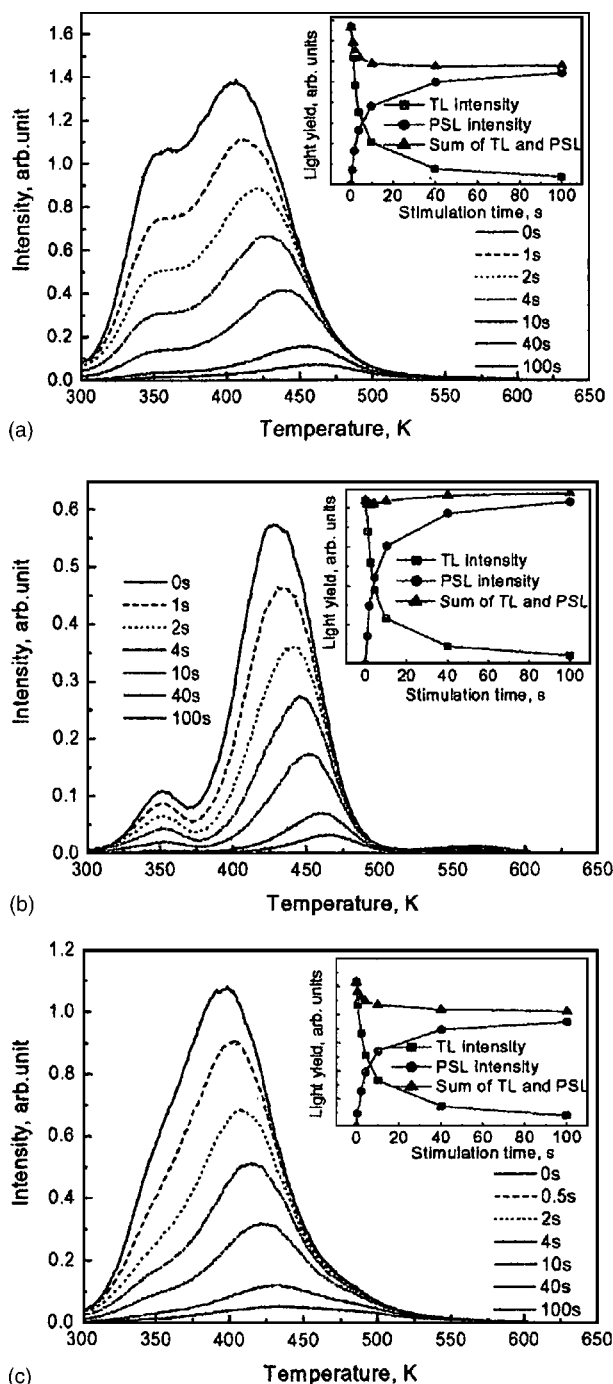 Intensity, arb.unit
1.6
1.4
1.2
1.0
0.8
0.6
0.4
0.2
0.0
300 350 400 450 500 550 600 650
Temperature, K
(a)
Light yield, arb. units
TL intensity
PSL intensity
Sum of TL and PSL
0 20 40 60 80 100
Stimulation time, s
0s
1s
2s
4s
10s
40s
100s
Intensity, arb.unit
0.6
0.5
0.4
0.3
0.2
0.1
0.0
300 350 400 450 500 550 600 650
Temperature, K
(b)
0s
1s
2s
4s
10s
40s
100s
Light yield, arb. units
TL intensity
PSL intensity
Sum of TL and PSL
0 20 40 60 80 100
Stimulation time, s
Intensity, arb.unit
1.2
1.0
0.8
0.6
0.4
0.2
0.0
300 350 400 450 500 550 600 650
Temperature, K
(c)
Light yield, arb. units
TL intensity
PSL intensity
Sum of TL and PSL
0 20 40 60 80 100
Stimulation time, s
0s
0.5s
2s
4s
10s
40s
100s